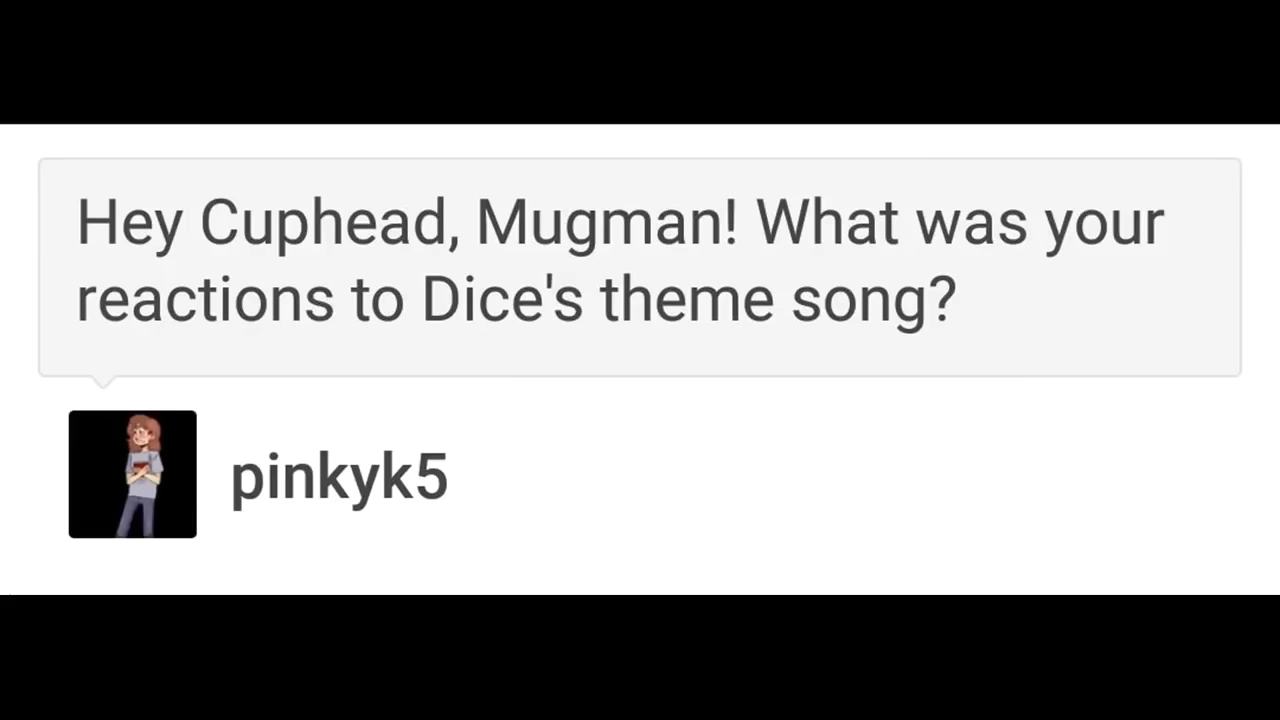 Hey Cuphead, Mugman! What was your
reactions to Dice's theme song?
pinkyk5